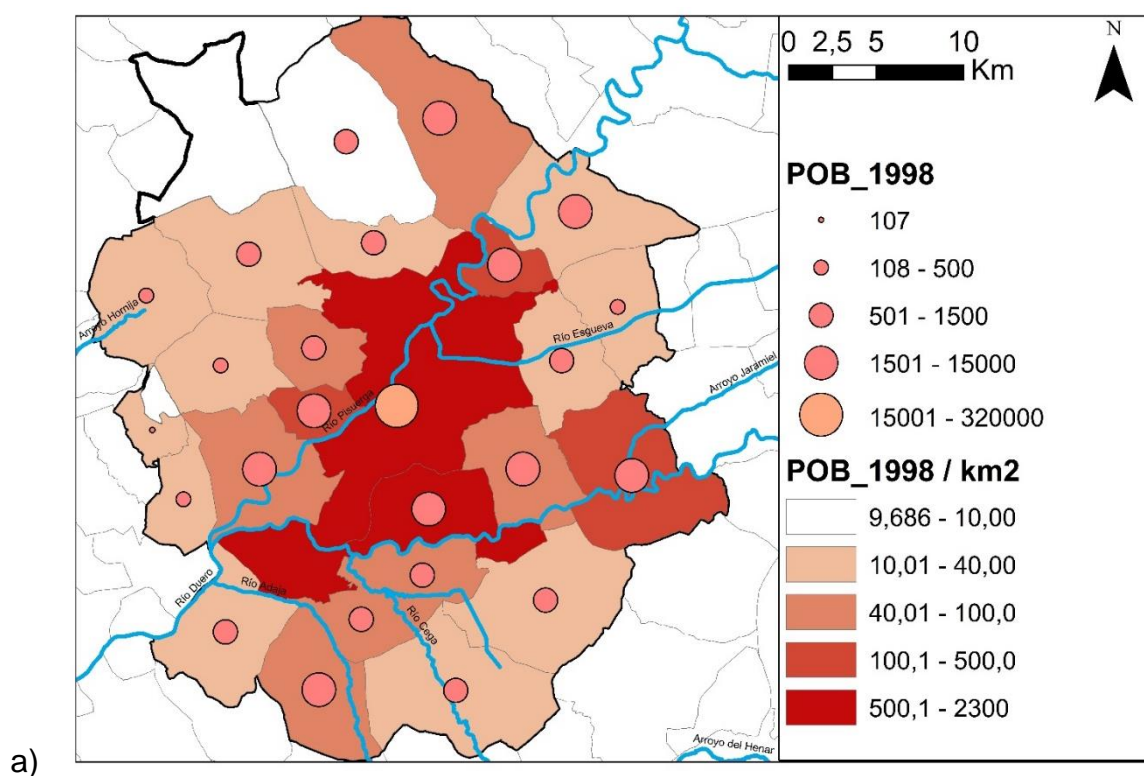 a)
Arroyo Hornija
Río Pisuerga
Río Esgueva
Arroyo Jaramiel
Río Duero
Río Adaja
Río Cega
Arroyo del Henar
0 2,5 5 10
Km
N
POB_1998
107
108 - 500
501 - 1500
1501 - 15000
15001 - 320000
POB_1998 / km2
9,686 - 10,00
10,01 - 40,00
40,01 - 100,0
100,1 - 500,0
500,1 - 2300